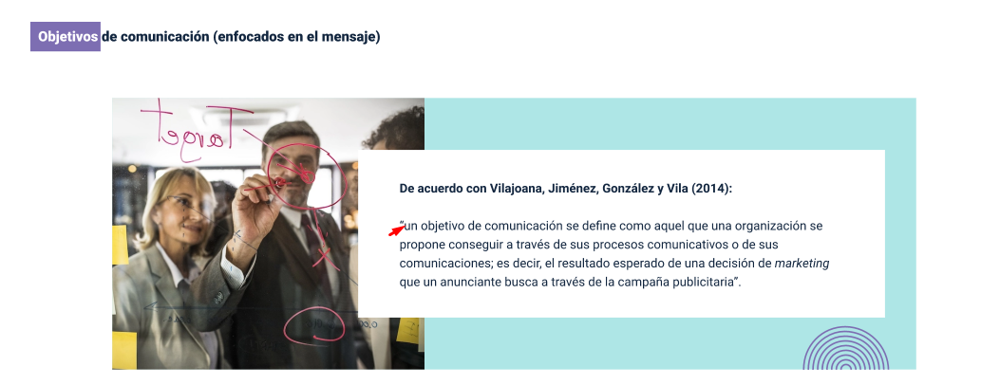 Objetivos de comunicación (enfocados en el mensaje)
Target
De acuerdo con Vilajoana, Jiménez, González y Vila (2014):
“un objetivo de comunicación se define como aquel que una organización se
propone conseguir a través de sus procesos comunicativos o de sus
comunicaciones; es decir, el resultado esperado de una decisión de marketing
que un anunciante busca a través de la campaña publicitaria”.